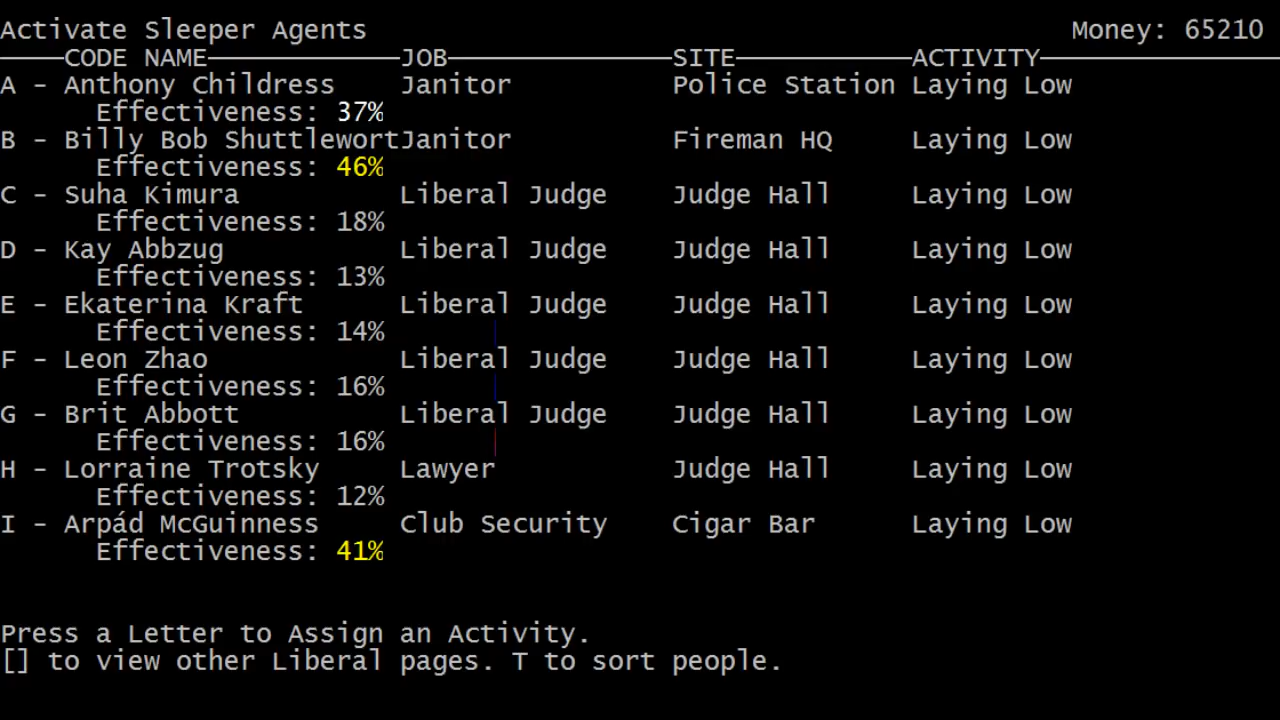 Activate Sleeper Agents Money: 65210
CODE NAME JOB SITE ACTIVITY
A - Anthony Childress Janitor Police Station Laying Low
Effectiveness: 37%
B - Billy Bob ShuttlewortJanitor Fireman HQ Laying Low
Effectiveness: 46%
C - Suha Kimura Liberal Judge Judge Hall Laying Low
Effectiveness: 18%
D - Kay Abbzug Liberal Judge Judge Hall Laying Low
Effectiveness: 13%
E - Ekaterina Kraft Liberal Judge Judge Hall Laying Low
Effectiveness: 14%
F - Leon Zhao Liberal Judge Judge Hall Laying Low
Effectiveness: 16%
G - Brit Abbott Liberal Judge Judge Hall Laying Low
Effectiveness: 16%
H - Lorraine Trotsky Lawyer Judge Hall Laying Low
Effectiveness: 12%
I - Arpád McGuinness Club Security Cigar Bar Laying Low
Effectiveness: 41%
Press a Letter to Assign an Activity.
[] to view other Liberal pages. T to sort people.